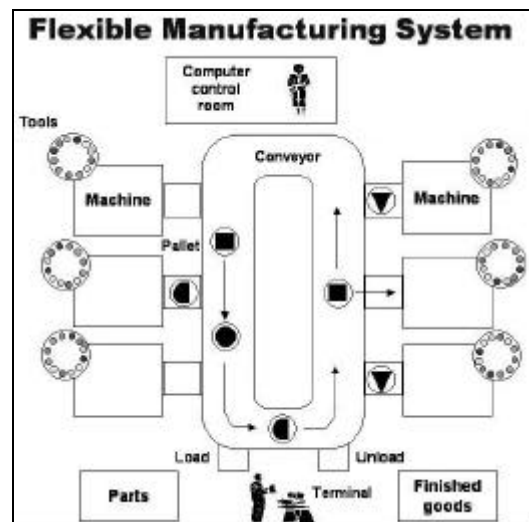 Flexible Manufacturing System
Computer
control
room
Tools
Conveyor
Machine
Machine
Pallet
Load
Unload
Parts
Terminal
Finished
goods